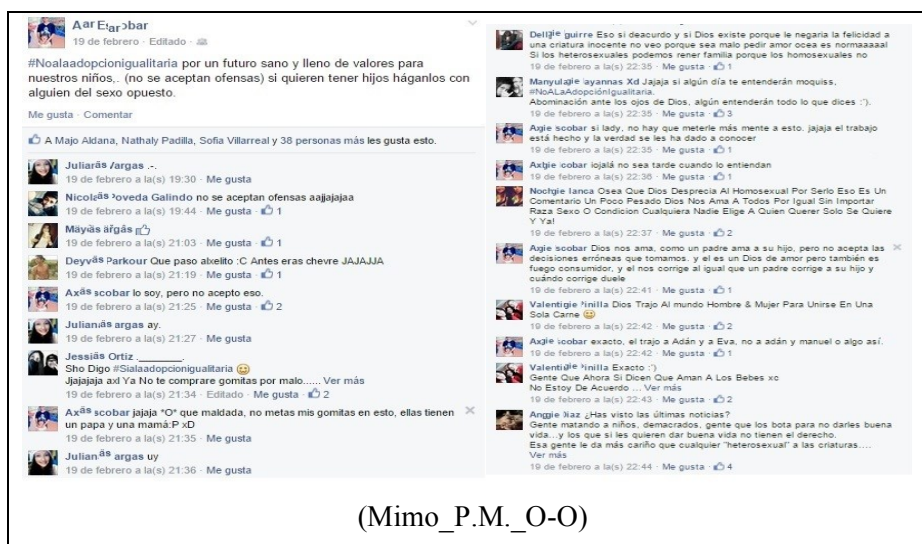 19 de febrero · Editado ·
#Noalaadopcionigualitaria por un futuro sano y lleno de valores para
nuestros niños,. (no se aceptan ofensas) si quieren tener hijos háganlos con
alguien del sexo opuesto.
Me gusta · Comentar
A Majo Aldana, Nathaly Padilla, Sofia Villarreal y 38 personas más les gusta esto.
.-.
19 de febrero a la(s) 19:30 · Me gusta
Galindo no se aceptan ofensas aajjajajaa
19 de febrero a la(s) 19:44 · Me gusta · 1
19 de febrero a la(s) 21:03 · Me gusta · 1
Parkour Que paso alxelito :C Antes eras chevre JAJAJJA
19 de febrero a la(s) 21:19 · Me gusta · 1
scobar lo soy, pero no acepto eso.
19 de febrero a la(s) 21:25 · Me gusta · 2
argas ay.
19 de febrero a la(s) 21:27 · Me gusta
Ortiz ._______.
Sho Digo #Sialaadopcionigualitaria
Jjajajaja axl Ya No te comprare gomitas por malo...... Ver más
19 de febrero a la(s) 21:34 · Editado · Me gusta · 2
scobar jajaja *O* que maldada, no metas mis gomitas en esto, ellas tienen
un papa y una mamá:P xD
19 de febrero a la(s) 21:35 · Me gusta
argas uy
19 de febrero a la(s) 21:36 · Me gusta
guirre Eso si deacurdo y si Dios existe porque le negaria la felicidad a
una criatura inocente no veo porque sea malo pedir amor ocea es normaaaaal
Si los heterosexuales podemos rener familia porque los homosexuales no
19 de febrero a la(s) 22:35 · Me gusta · 1
ayannas Xd Jajaja si algún día te entenderán moquiss,
#NoALaAdopciónIgualitaria.
Abominación ante los ojos de Dios, algún entenderán todo lo que dices :').
19 de febrero a la(s) 22:35 · Me gusta · 3
scobar si lady, no hay que meterle más mente a esto. jajaja el trabajo
está hecho y la verdad se les ha dado a conocer
19 de febrero a la(s) 22:35 · Me gusta · 1
icobar iojalá no sea tarde cuando lo entiendan
19 de febrero a la(s) 22:36 · Me gusta · 1
lanca Osea Que Dios Desprecia Al Homosexual Por Serlo Eso Es Un
Comentario Un Poco Pesado Dios Nos Ama A Todos Por Igual Sin Importar
Raza Sexo O Condicion Cualquiera Nadie Elige A Quien Querer Solo Se Quiere
Y Ya!
19 de febrero a la(s) 22:37 · Me gusta · 2
scobar Dios nos ama, como un padre ama a su hijo, pero no acepta las
decisiones erróneas que tomamos. y el es un Dios de amor pero también es
fuego consumidor, y el nos corrige al igual que un padre corrige a su hijo y
cuándo corrige duele
19 de febrero a la(s) 22:41 · Me gusta · 1
inilla Dios Trajo Al mundo Hombre & Mujer Para Unirse En Una
Sola Carne
19 de febrero a la(s) 22:42 · Me gusta · 2
scobar exacto, el trajo a Adán y a Eva, no a adán y manuel o algo así.
19 de febrero a la(s) 22:42 · Me gusta · 1
inilla Exacto :')
Gente Que Ahora Si Dicen Que Aman A Los Bebes xc
No Estoy De Acuerdo ... Ver más
19 de febrero a la(s) 22:43 · Me gusta · 2
¿Has visto las últimas noticias?
Gente matando a niños, demacrados, gente que los bota para no darles buena
vida...y los que si les quieren dar buena vida no tienen el derecho.
Esa gente le da más cariño que cualquier "heterosexual" a las criaturas....
Ver más
19 de febrero a la(s) 22:44 · Me gusta · 4
(Mimo_P.M._O-O)